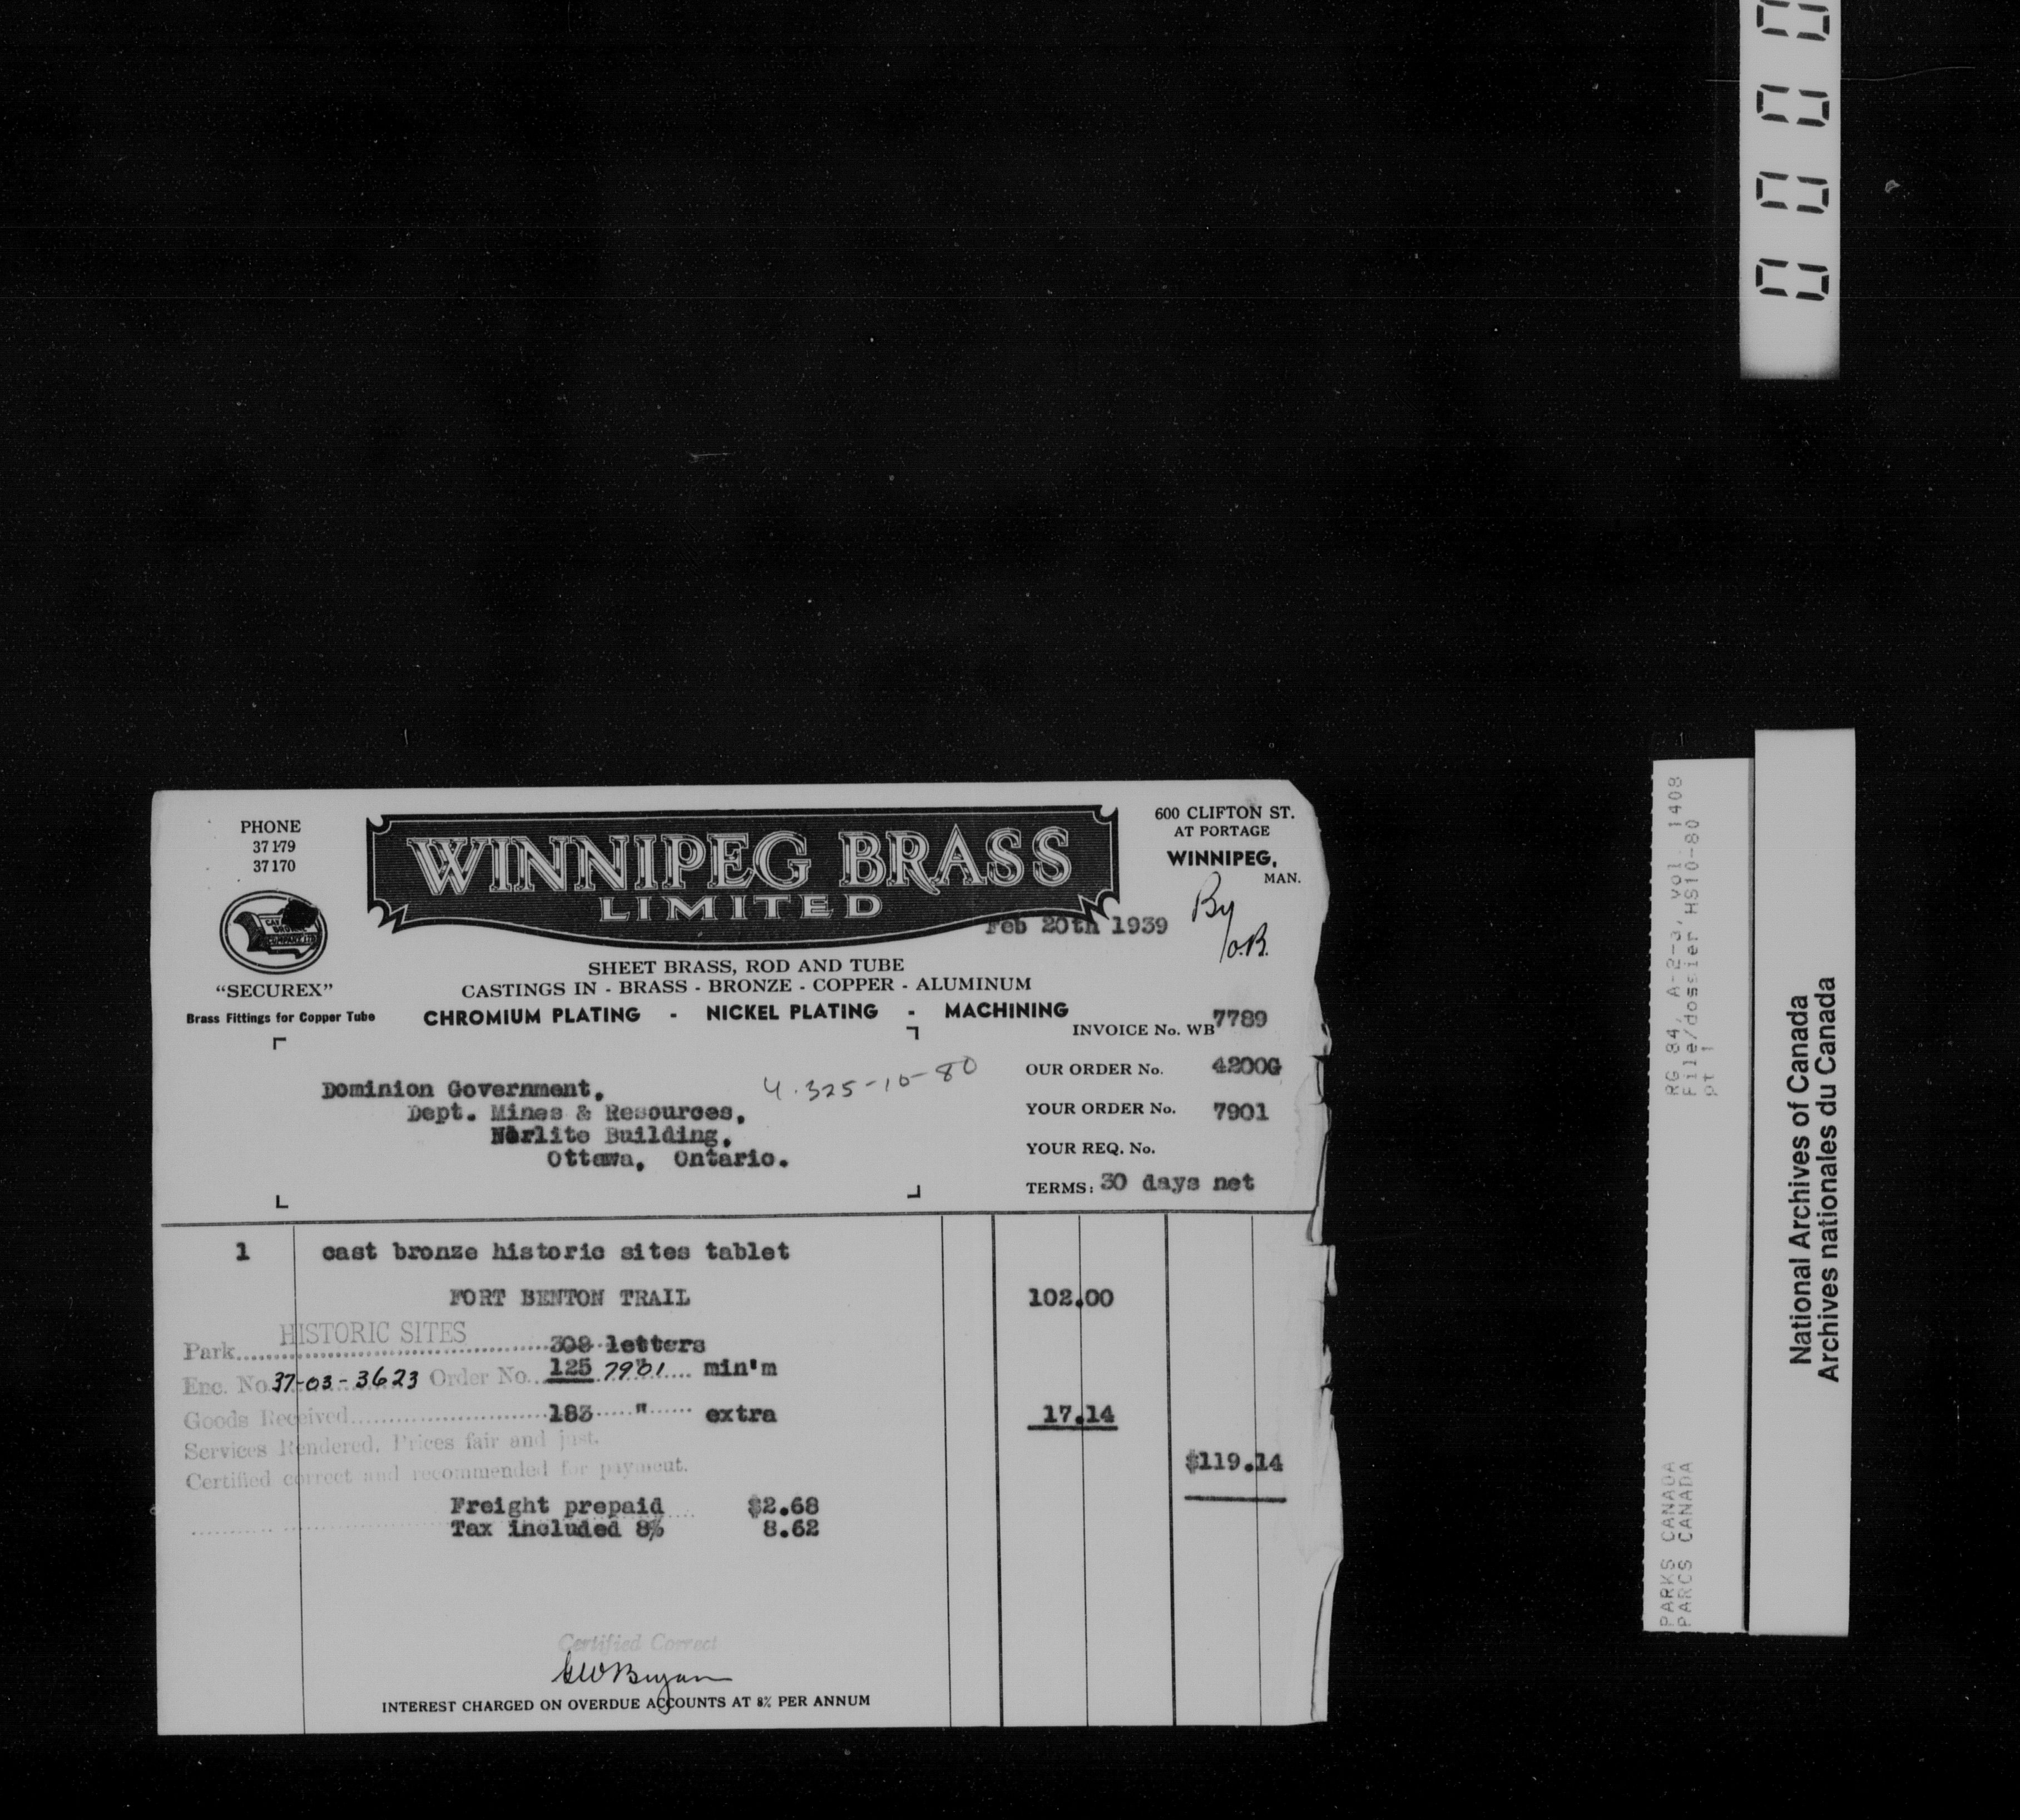 0000
PHONE
37179
37170
WINNIPEG BRASS
LIMITED
600 CLIFTON ST.
AT PORTAGE
WINNIPEG,
MAN.
Feb 20th 1939
By
"SECUREX"
Brass Fittings for Copper Tube
SHEET BRASS, ROD AND TUBE
CASTINGS IN - BRASS - BRONZE - COPPER - ALUMINUM
CHROMIUM PLATING - NICKEL PLATING - MACHINING
INVOICE No. WB 7789
OUR ORDER No. 4200G
YOUR ORDER No. 7901
YOUR REQ. No.
TERMS: 30 days net
4.325-10-80
Dominion Government,
Dept. Mines & Resources,
Norlite Building,
Ottawa, Ontario.
1 cast bronze historic sites tablet
FORT BENTON TRAIL 102.00
HISTORIC SITES
Park 308 letters
125 " min'm
Enc. No. 37-03-3623 Order No. 7901
Goods Received
183 " extra 17.14
Services Rendered. Prices fair and just.
$119.14
Certified correct and recommended for payment.
Freight prepaid $2.68
Tax included 8% 8.62
Certified Correct
GW Bryan
INTEREST CHARGED ON OVERDUE ACCOUNTS AT 8% PER ANNUM
RG 84, A-2-a, vol. 1408
File/dossier HS10-80
pt 1
PARKS CANADA
PARCS CANADA
National Archives of Canada
Archives nationales du Canada